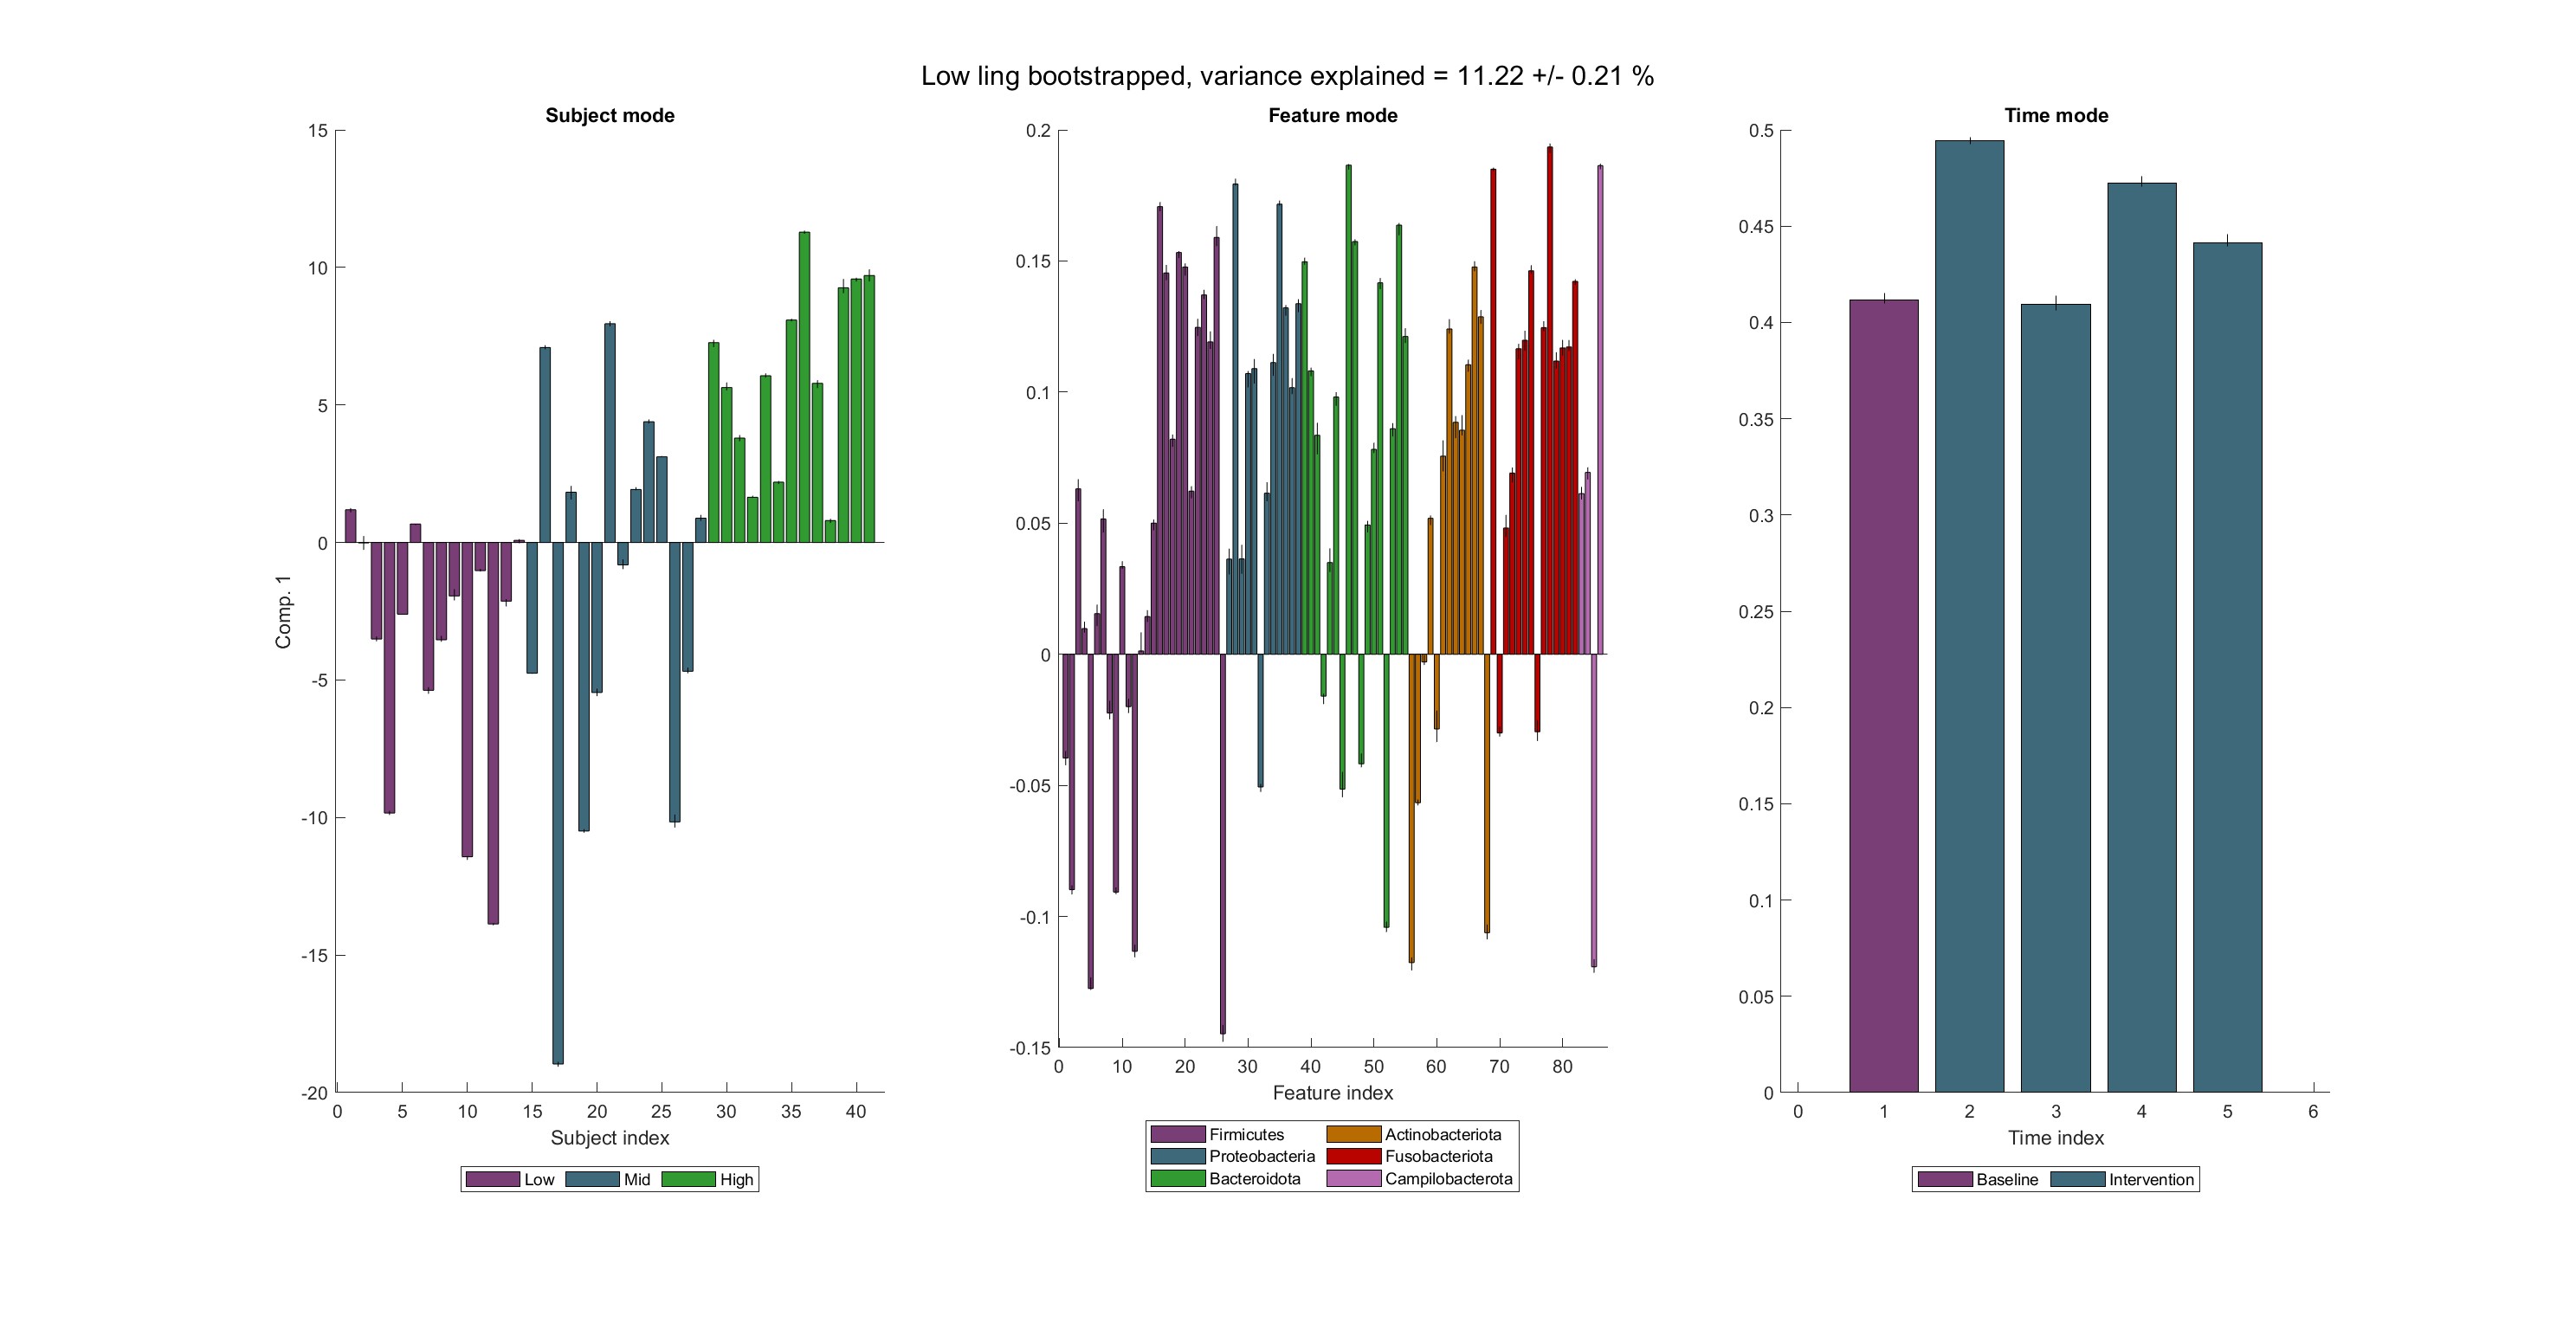 Low ling bootstrapped, variance explained = 11.22 +/- 0.21 %
Subject mode
15
10
5
0
-5
-10
-15
-20
Comp. 1
0 5 10 15 20 25 30 35 40
Subject index
Low Mid High
Feature mode
0.2
0.15
0.1
0.05
0
-0.05
-0.1
-0.15
0 10 20 30 40 50 60 70 80
Feature index
Firmicutes Actinobacteriota
Proteobacteria Fusobacteriota
Bacteroidota Campilobacterota
Time mode
0.5
0.45
0.4
0.35
0.3
0.25
0.2
0.15
0.1
0.05
0
0 1 2 3 4 5 6
Time index
Baseline Intervention